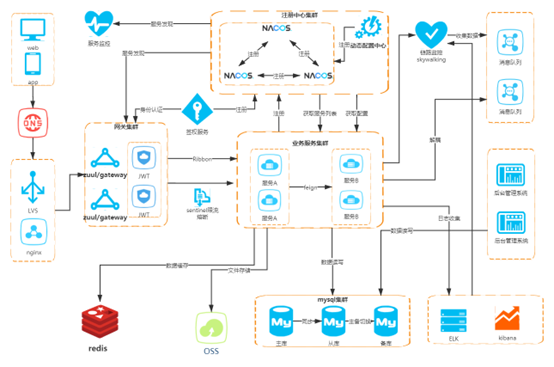 注册中心集群
NACOS.
服务发现
注册
注册
动态配置中心
注册
NACOS.
注册
NACOS.
服务监控
服务发现
web
app
链路监控
skywalking
收集数据
消息队列
消息队列
身份认证
注册
鉴权服务
注册
获取服务列表
获取配置
解耦
DNS
网关集群
zuul/gateway
JWT
zuul/gateway
JWT
Ribbon
sentinel限流
熔断
业务服务集群
服务A
服务A
feign
服务B
服务B
后台管理系统
后台管理系统
LVS
nginx
日志收集
数据读写
数据读写
数据缓存
文件存储
redis
OSS
mysql集群
主库
同步
从库
主备切换
备库
ELK
kibana